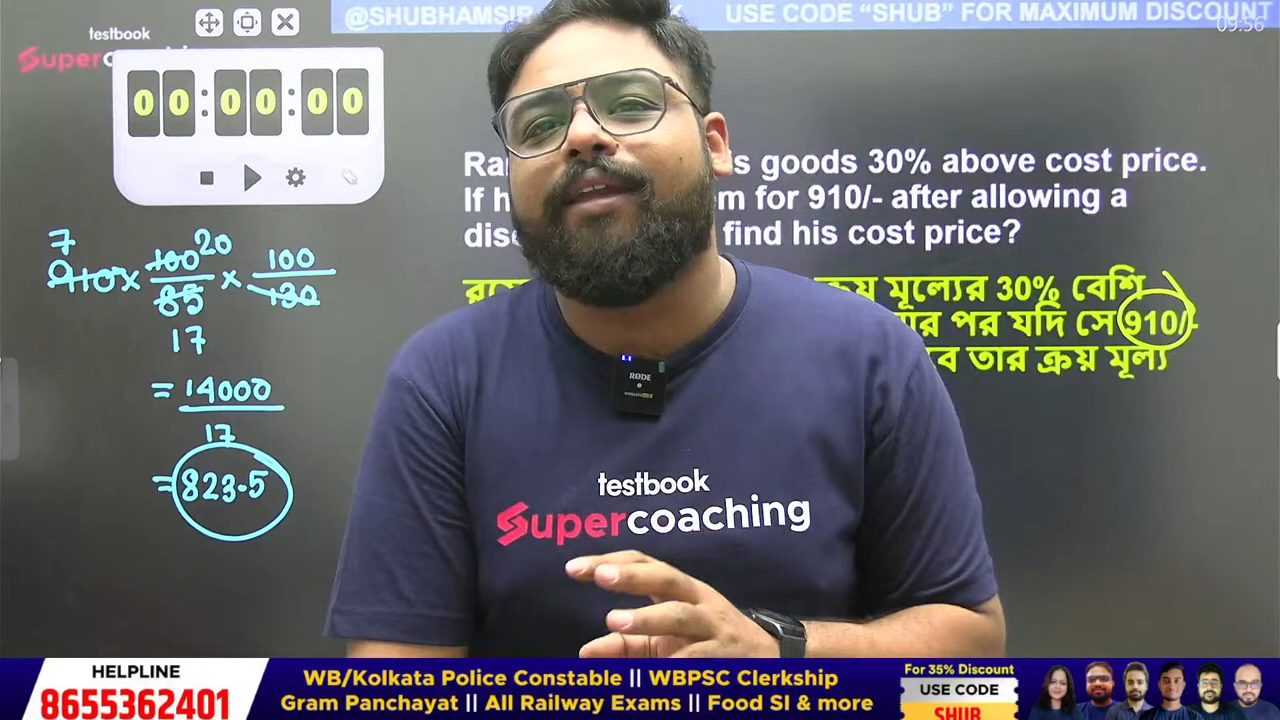 @SHUBHAMSIR
USE CODE “SHUB” FOR MAXIMUM DISCOUNT
09:56
testbook
Super
00:00:00
goods 30% above cost price.
If
for 910/- after allowing a
find his cost price?
মূল্যের 30% বেশি
পর যদি সে 910/-
তার ক্রয় মূল্য
7
910 × 100 20 × 100
85 130
17
= 14000
17
= 823.5
RØDE
testbook
Supercoaching
HELPLINE
8655362401
WB/Kolkata Police Constable || WBPSC Clerkship
Gram Panchayat || All Railway Exams || Food SI & more
For 35% Discount
USE CODE
SHUB